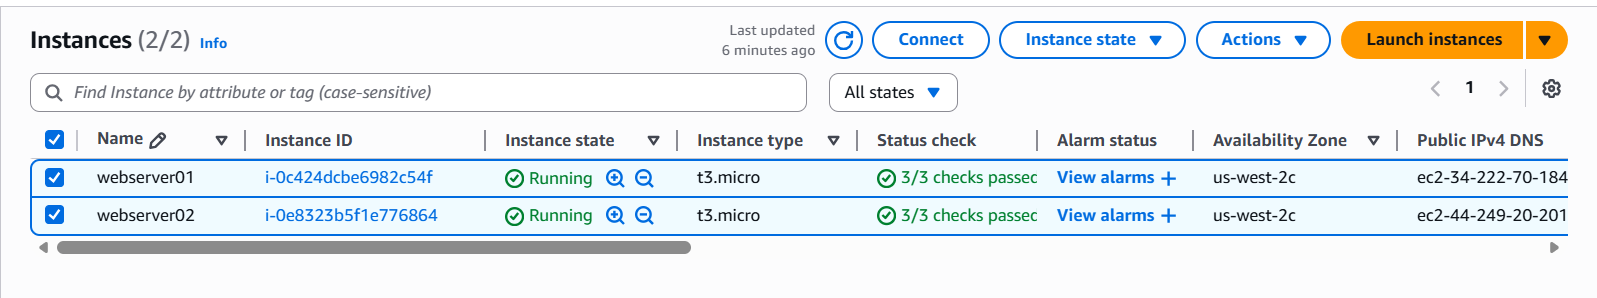 Instances (2/2) Info
Last updated
6 minutes ago
Connect
Instance state
Actions
Launch instances
Find Instance by attribute or tag (case-sensitive)
All states
1
Name Instance ID Instance state Instance type Status check Alarm status Availability Zone Public IPv4 DNS
webserver01 i-0c424dcbe6982c54f Running t3.micro 3/3 checks passed View alarms + us-west-2c ec2-34-222-70-184
webserver02 i-0e8323b5f1e776864 Running t3.micro 3/3 checks passed View alarms + us-west-2c ec2-44-249-20-201